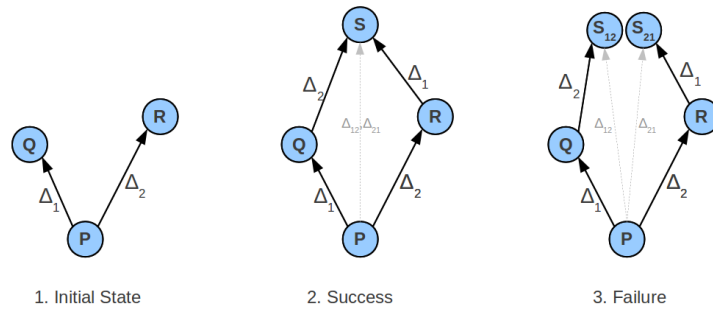 S
S₁₂
S₂₁
Δ₂
Δ₁
Δ₂
Δ₁
Δ₁₂,Δ₂₁
Δ₁₂
Δ₂₁
Q
R
Q
R
Q
R
Δ₁
Δ₂
Δ₁
Δ₂
Δ₁
Δ₂
P
P
P
1. Initial State
2. Success
3. Failure